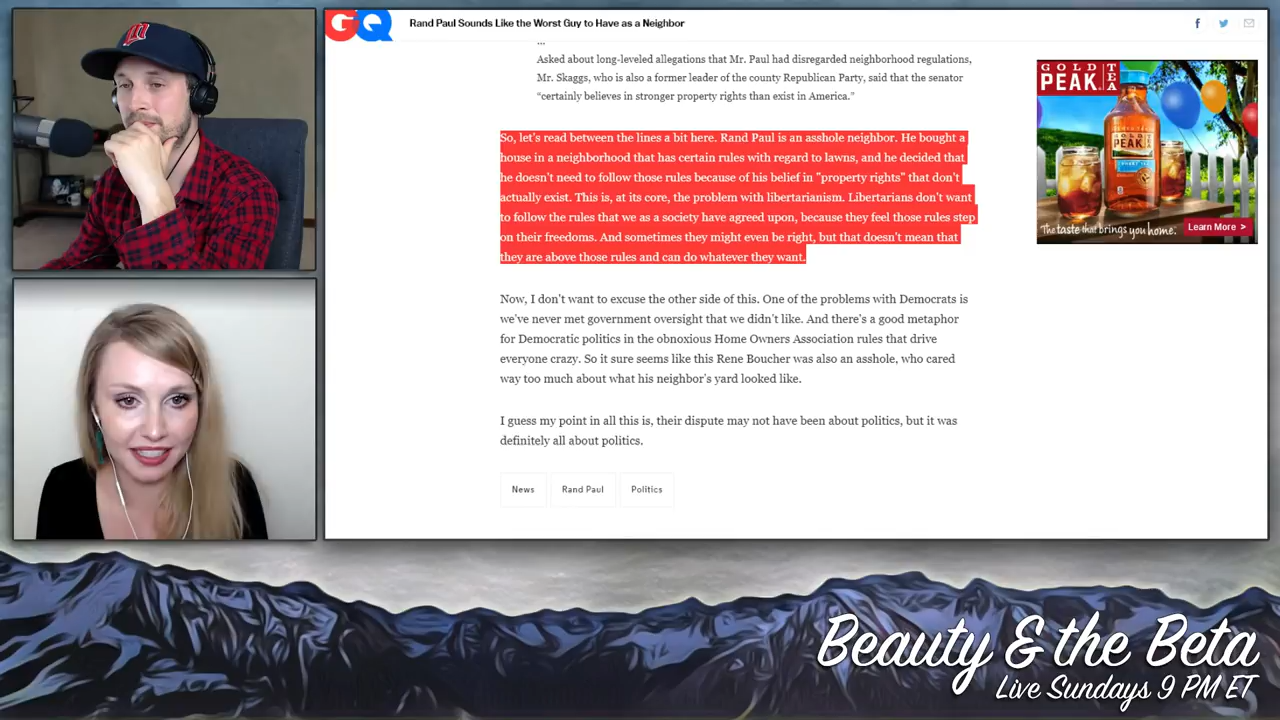 GQ
Rand Paul Sounds Like the Worst Guy to Have as a Neighbor
...
Asked about long-leveled allegations that Mr. Paul had disregarded neighborhood regulations,
Mr. Skaggs, who is also a former leader of the county Republican Party, said that the senator
“certainly believes in stronger property rights than exist in America.”
So, let's read between the lines a bit here. Rand Paul is an asshole neighbor. He bought a
house in a neighborhood that has certain rules with regard to lawns, and he decided that
he doesn't need to follow those rules because of his belief in "property rights" that don't
actually exist. This is, at its core, the problem with libertarianism. Libertarians don't want
to follow the rules that we as a society have agreed upon, because they feel those rules step
on their freedoms. And sometimes they might even be right, but that doesn't mean that
they are above those rules and can do whatever they want.
Now, I don't want to excuse the other side of this. One of the problems with Democrats is
we've never met government oversight that we didn't like. And there's a good metaphor
for Democratic politics in the obnoxious Home Owners Association rules that drive
everyone crazy. So it sure seems like this Rene Boucher was also an asshole, who cared
way too much about what his neighbor's yard looked like.
I guess my point in all this is, their dispute may not have been about politics, but it was
definitely all about politics.
News
Rand Paul
Politics
GOLD
PEAK
TEA
GOLD PEAK
The taste that brings you home.
Learn More >
Beauty & the Beta
Live Sundays 9 PM ET